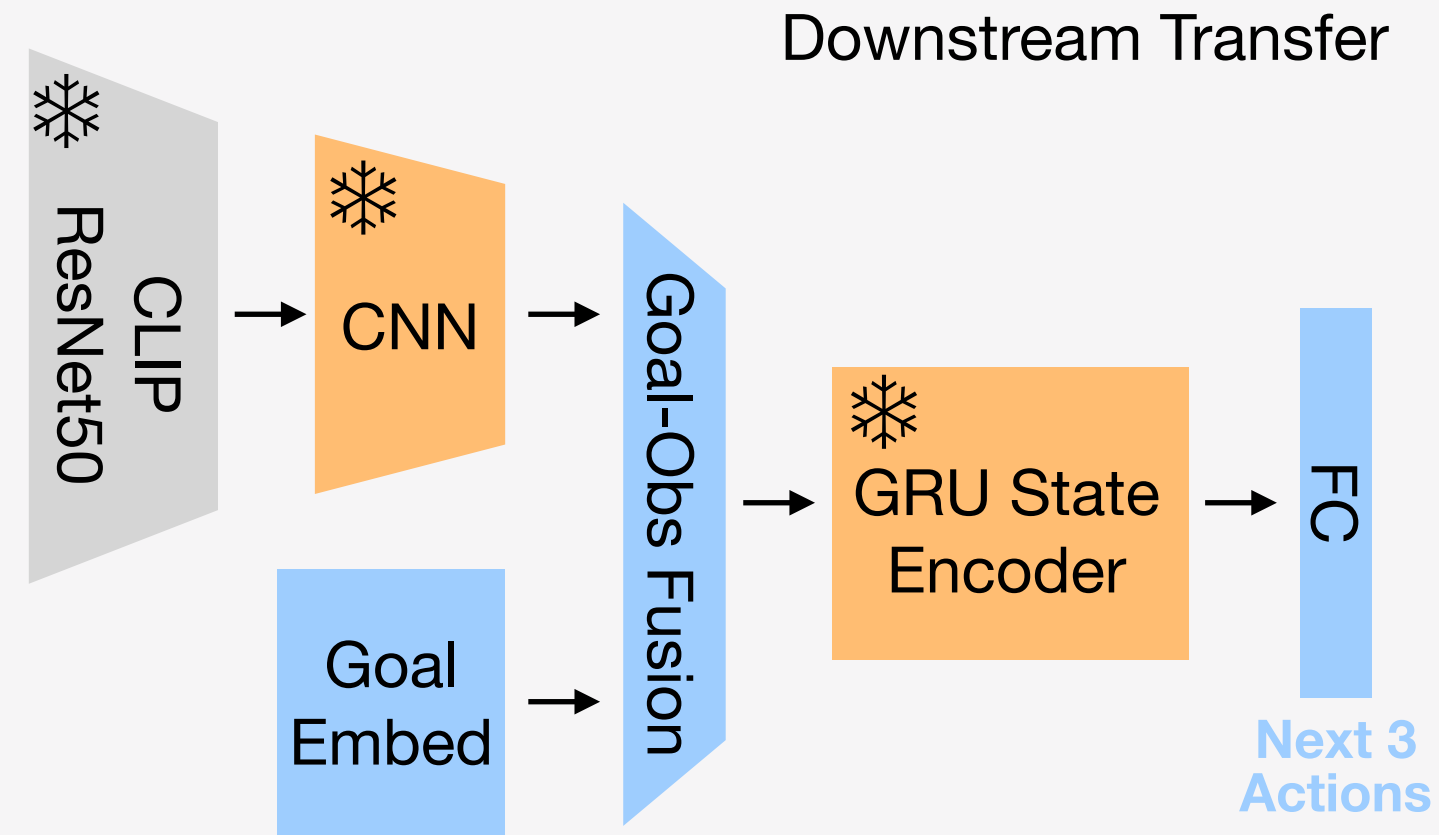 Downstream Transfer
CLIP
ResNet50
CNN
Goal
Embed
Goal-Obs Fusion
GRU State
Encoder
FC
Next 3
Actions